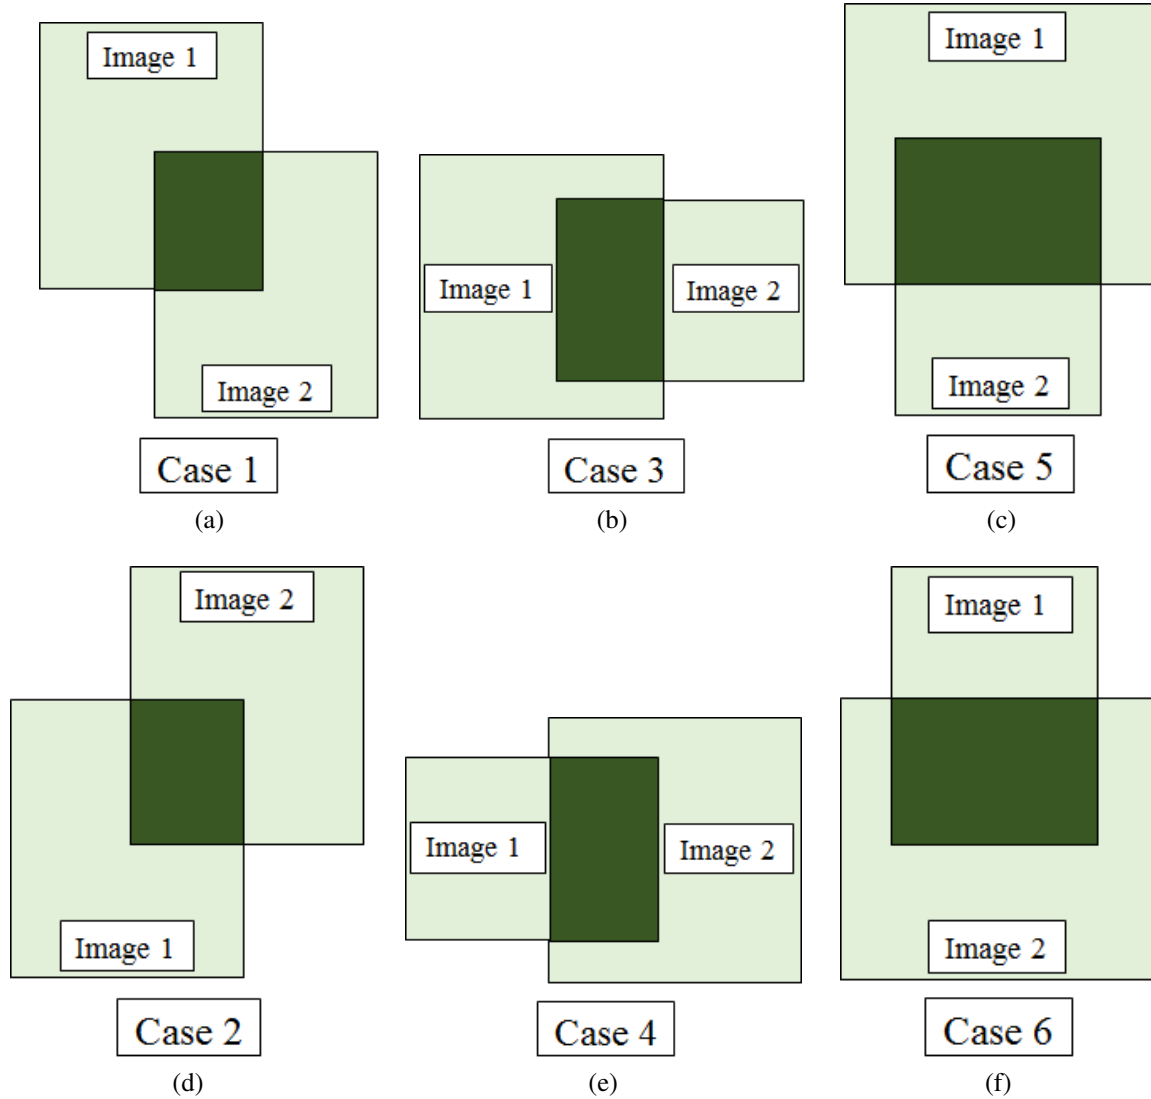 Image 1
Image 2
Case 1
(a)
Image 1
Image 2
Case 3
(b)
Image 1
Image 2
Case 5
(c)
Image 2
Image 1
Case 2
(d)
Image 1
Image 2
Case 4
(e)
Image 1
Image 2
Case 6
(f)